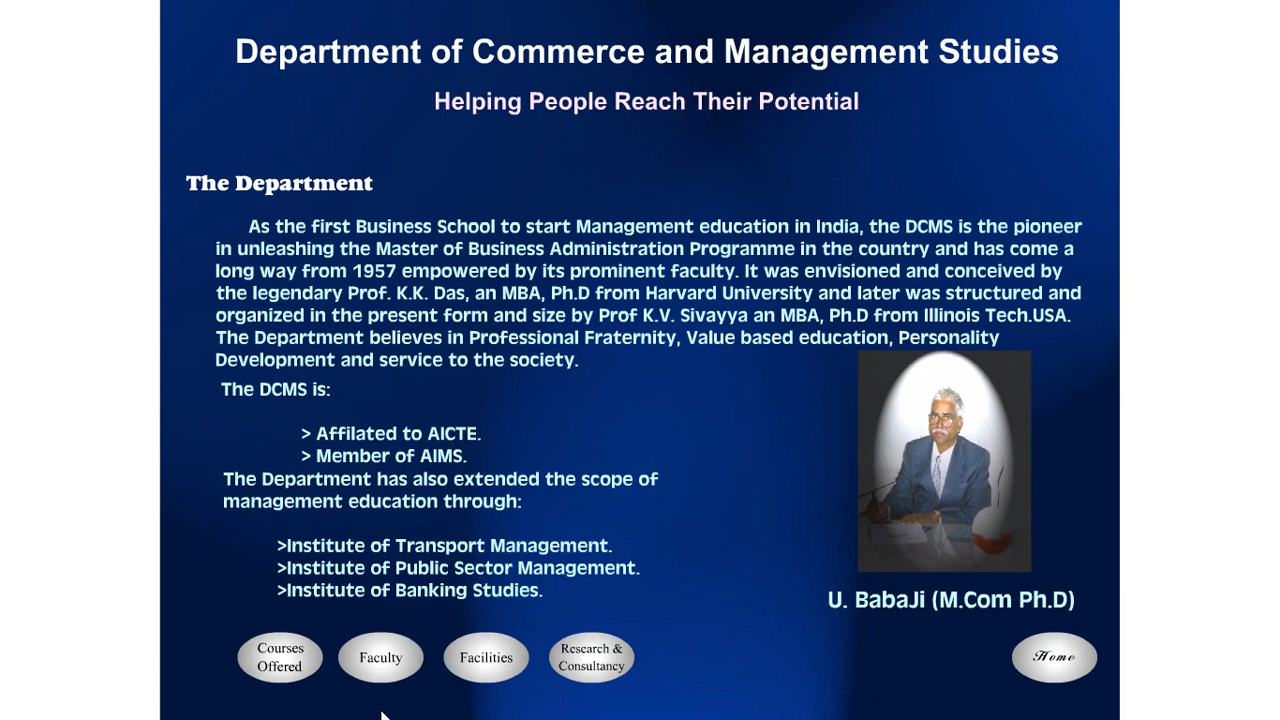 Department of Commerce and Management Studies
Helping People Reach Their Potential
The Department
As the first Business School to start Management education in India, the DCMS is the pioneer
in unleashing the Master of Business Administration Programme in the country and has come a
long way from 1957 empowered by its prominent faculty. It was envisioned and conceived by
the legendary Prof. K.K. Das, an MBA, Ph.D from Harvard University and later was structured and
organized in the present form and size by Prof K.V. Sivayya an MBA, Ph.D from Illinois Tech.USA.
The Department believes in Professional Fraternity, Value based education, Personality
Development and service to the society.
The DCMS is:
> Affilated to AICTE.
> Member of AIMS.
The Department has also extended the scope of
management education through:
>Institute of Transport Management.
>Institute of Public Sector Management.
>Institute of Banking Studies.
U. BabaJi (M.Com Ph.D)
Courses
Offered
Faculty
Facilities
Research &
Consultancy
Home